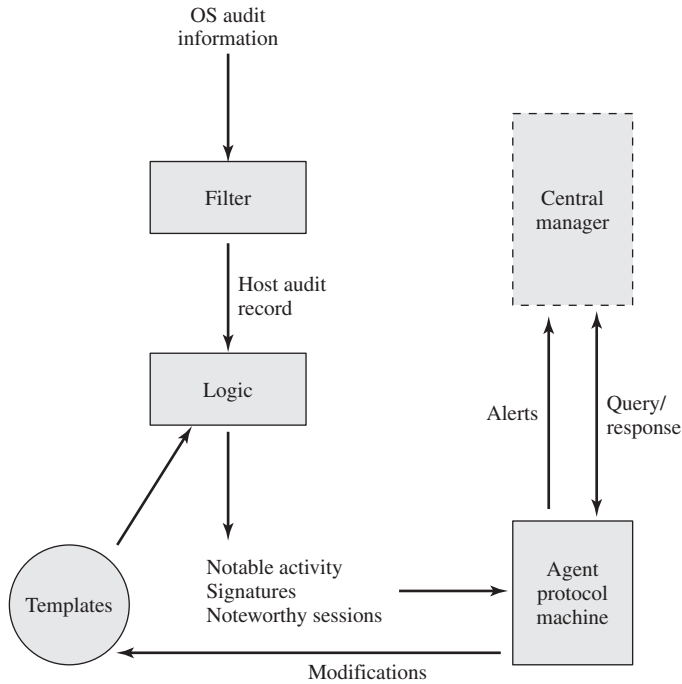 OS audit
information
Filter
Central
manager
Host audit
record
Logic
Alerts
Query/
response
Notable activity
Signatures
Noteworthy sessions
Agent
protocol
machine
Templates
Modifications